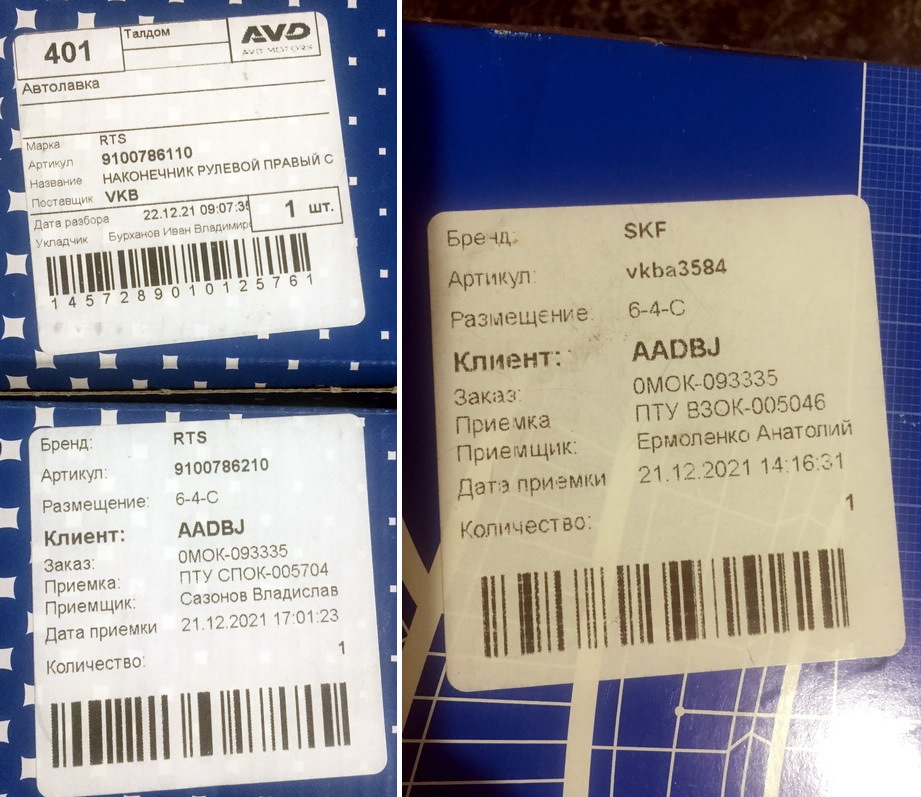 401
Талдом
AVD
AVD MOTORS
Автолавка
Марка RTS
Артикул 9100786110
Название НАКОНЕЧНИК РУЛЕВОЙ ПРАВЫЙ С
Поставщик VKB
Дата разбора 22.12.21 09:07:35
1 шт.
Укладчик Бурханов Иван Владимир
1457289010125761
Бренд: RTS
Артикул: 9100786210
Размещение: 6-4-С
Клиент: AADBJ
Заказ: 0МОК-093335
Приемка: ПТУ СПОК-005704
Приемщик: Сазонов Владислав
Дата приемки 21.12.2021 17:01:23
Количество: 1
Бренд: SKF
Артикул: vkba3584
Размещение: 6-4-С
Клиент: AADBJ
Заказ: 0МОК-093335
Приемка ПТУ ВЗОК-005046
Приемщик: Ермоленко Анатолий
Дата приемки 21.12.2021 14:16:31
Количество: 1